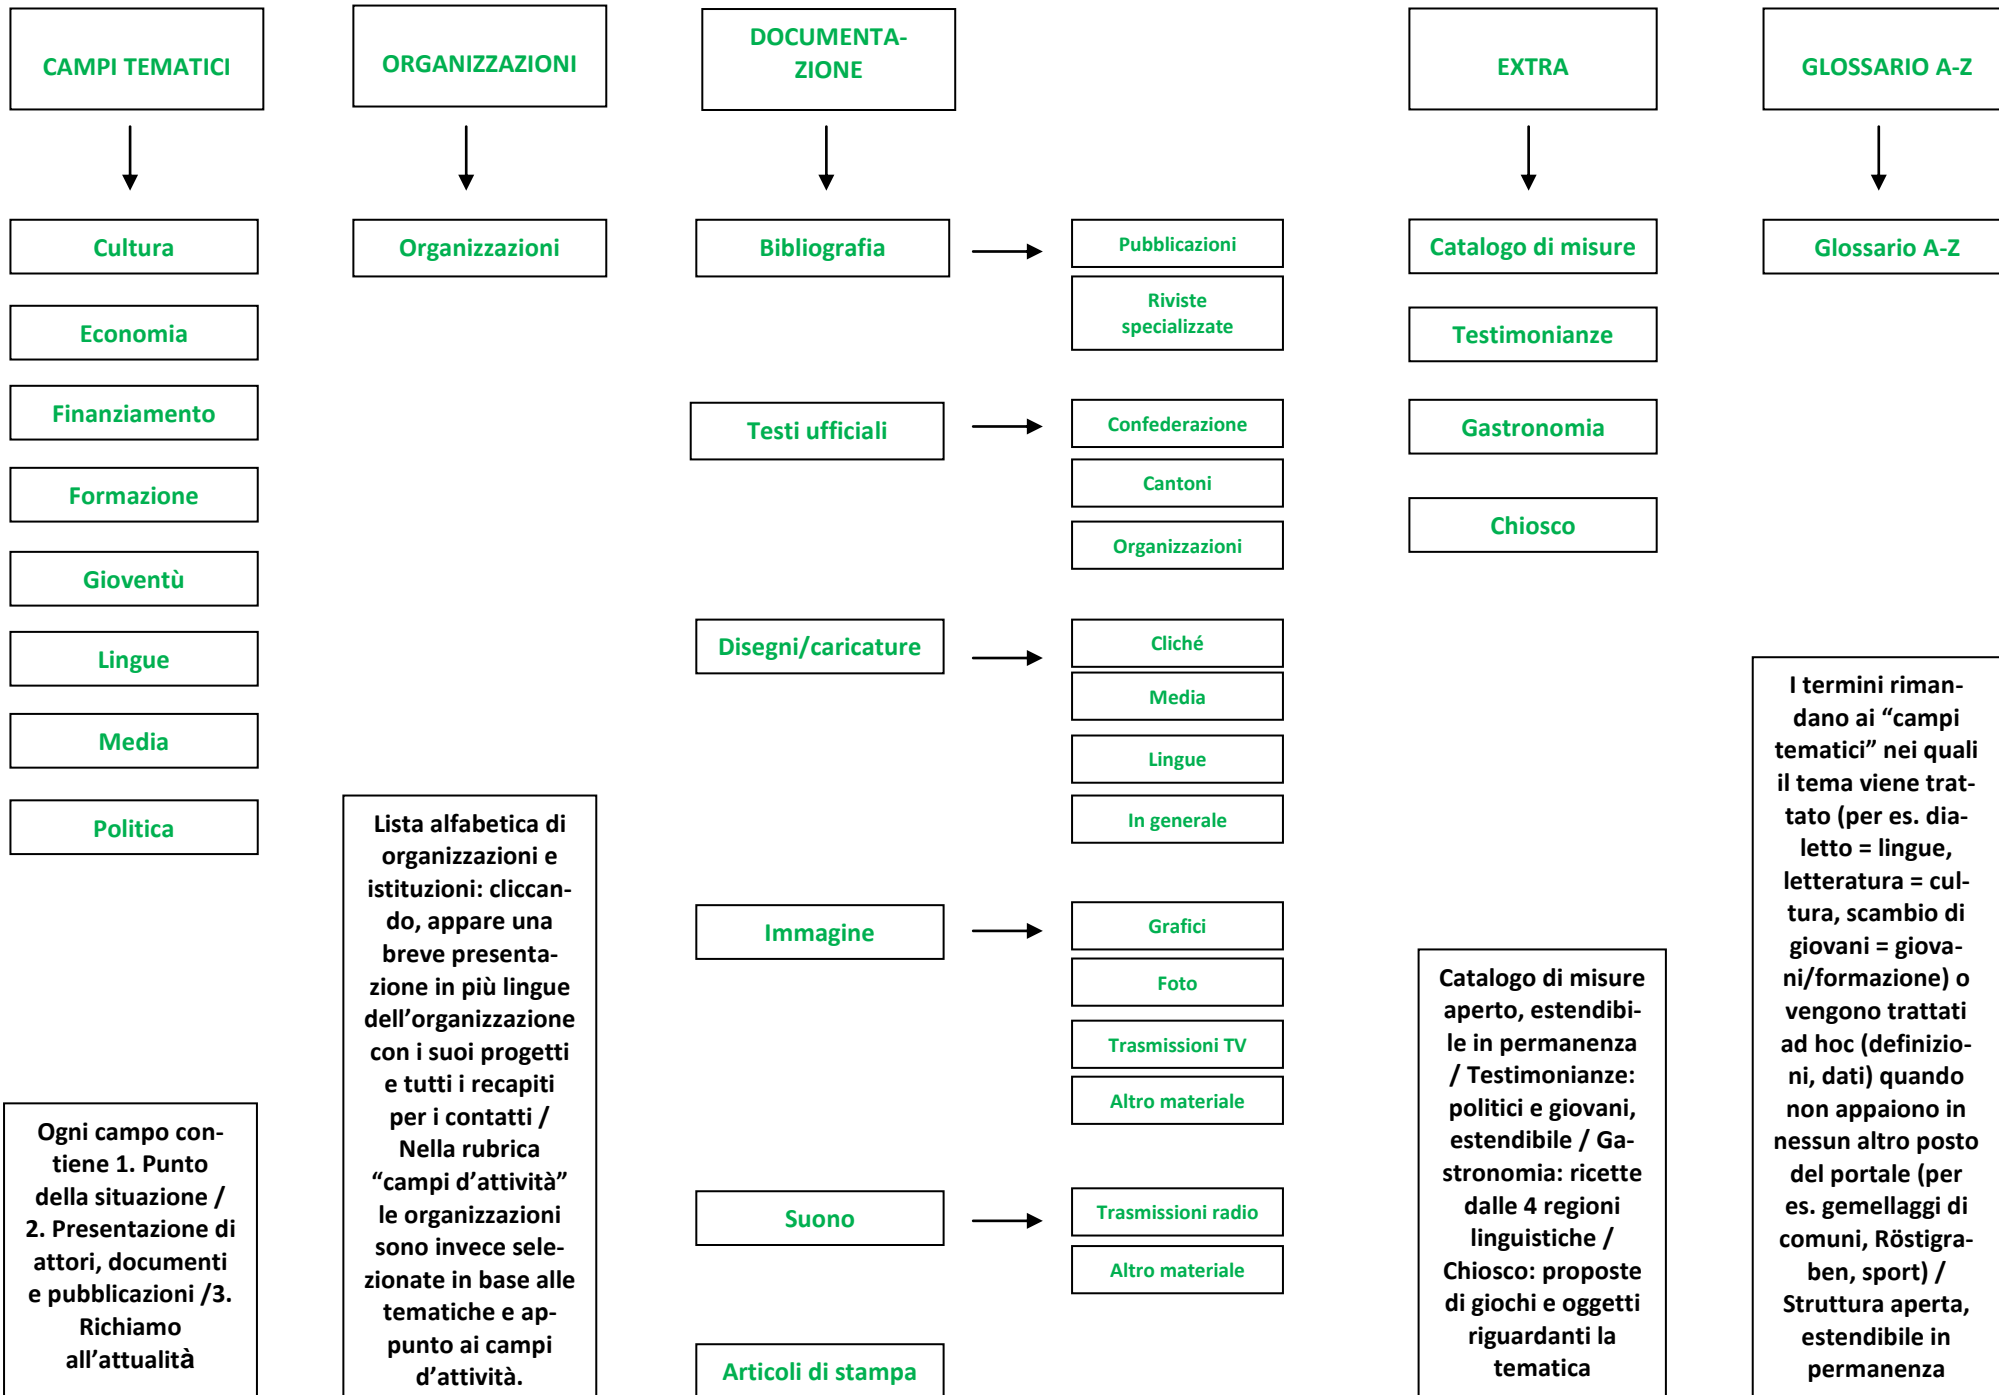 CAMPI TEMATICI
Cultura
Economia
Finanziamento
Formazione
Gioventù
Lingue
Media
Politica
Ogni campo con-
tiene 1. Punto
della situazione /
2. Presentazione di
attori, documenti
e pubblicazioni /3.
Richiamo
all’attualità
ORGANIZZAZIONI
Organizzazioni
Lista alfabetica di
organizzazioni e
istituzioni: cliccan-
do, appare una
breve presenta-
zione in più lingue
dell’organizzazione
con i suoi progetti
e tutti i recapiti
per i contatti /
Nella rubrica
“campi d’attività”
le organizzazioni
sono invece sele-
zionate in base alle
tematiche e ap-
punto ai campi
d’attività.
DOCUMENTA-
ZIONE
Bibliografia
Pubblicazioni
Riviste
specializzate
Testi ufficiali
Confederazione
Cantoni
Organizzazioni
Disegni/caricature
Cliché
Media
Lingue
In generale
Immagine
Grafici
Foto
Trasmissioni TV
Altro materiale
Suono
Trasmissioni radio
Altro materiale
Articoli di stampa
EXTRA
Catalogo di misure
Testimonianze
Gastronomia
Chiosco
Catalogo di misure
aperto, estendibi-
le in permanenza
/ Testimonianze:
politici e giovani,
estendibile / Ga-
stronomia: ricette
dalle 4 regioni
linguistiche /
Chiosco: proposte
di giochi e oggetti
riguardanti la
tematica
GLOSSARIO A-Z
Glossario A-Z
I termini riman-
dano ai “campi
tematici” nei quali
il tema viene trat-
tato (per es. dia-
letto = lingue,
letteratura = cul-
tura, scambio di
giovani = giova-
ni/formazione) o
vengono trattati
ad hoc (definizio-
ni, dati) quando
non appaiono in
nessun altro posto
del portale (per
es. gemellaggi di
comuni, Röstigra-
ben, sport) /
Struttura aperta,
estendibile in
permanenza